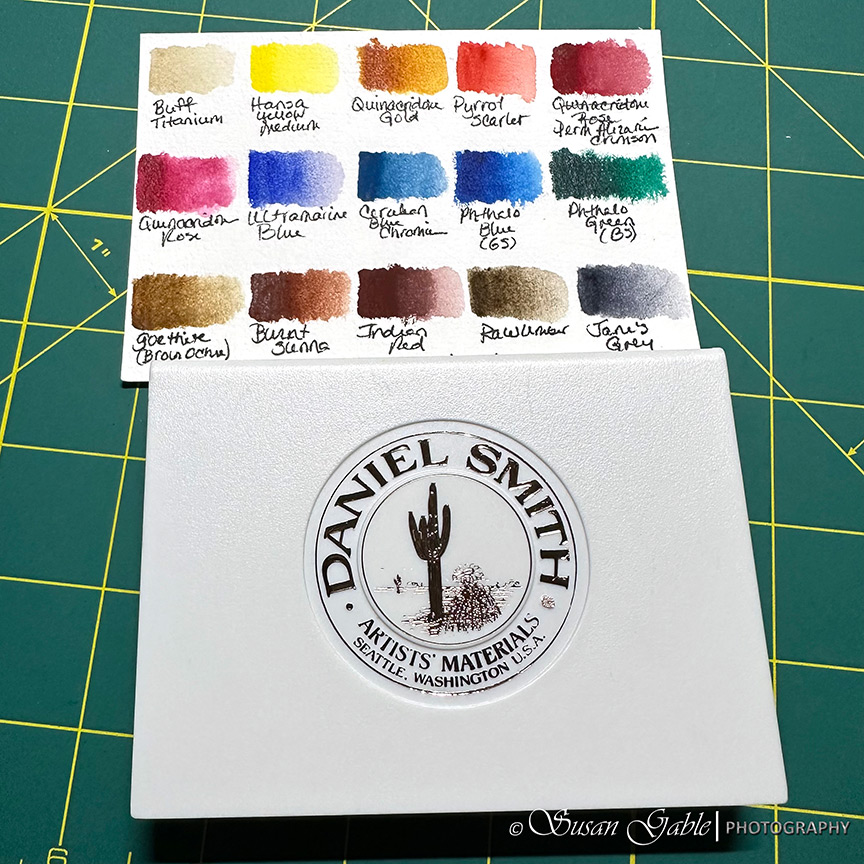 Buff
Titanium
Hansa
yellow
medium
Quinacridone
Gold
Pyrrol
Scarlet
Quinacridone
Rose
Perm Alizarin
Crimson
Quinacridone
Rose
Ultramarine
Blue
Cerulean
Blue
Chromium
Phthalo
Blue
(GS)
Phthalo
Green
(BS)
Goethite
(Brown Ochre)
Burnt
Sienna
Indian
Red
Raw Umber
Jane's
Grey
1"
DANIEL SMITH
ARTISTS' MATERIALS
SEATTLE, WASHINGTON U.S.A.
6
© Susan Gable | PHOTOGRAPHY